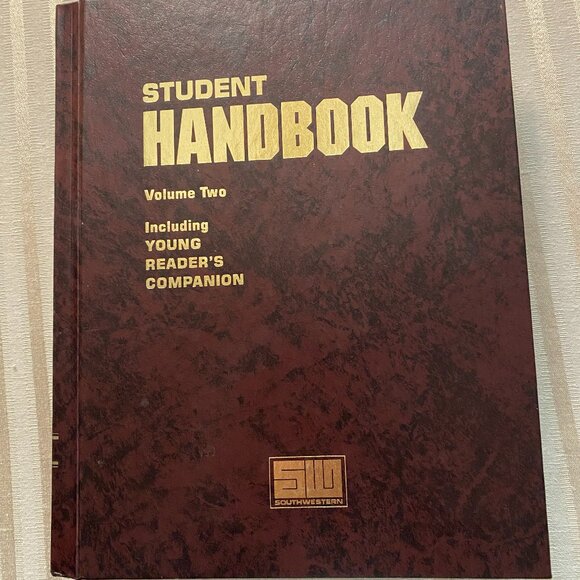 STUDENT
HANDBOOK
Volume Two
Including
YOUNG
READER'S
COMPANION
SW
SOUTHWESTERN